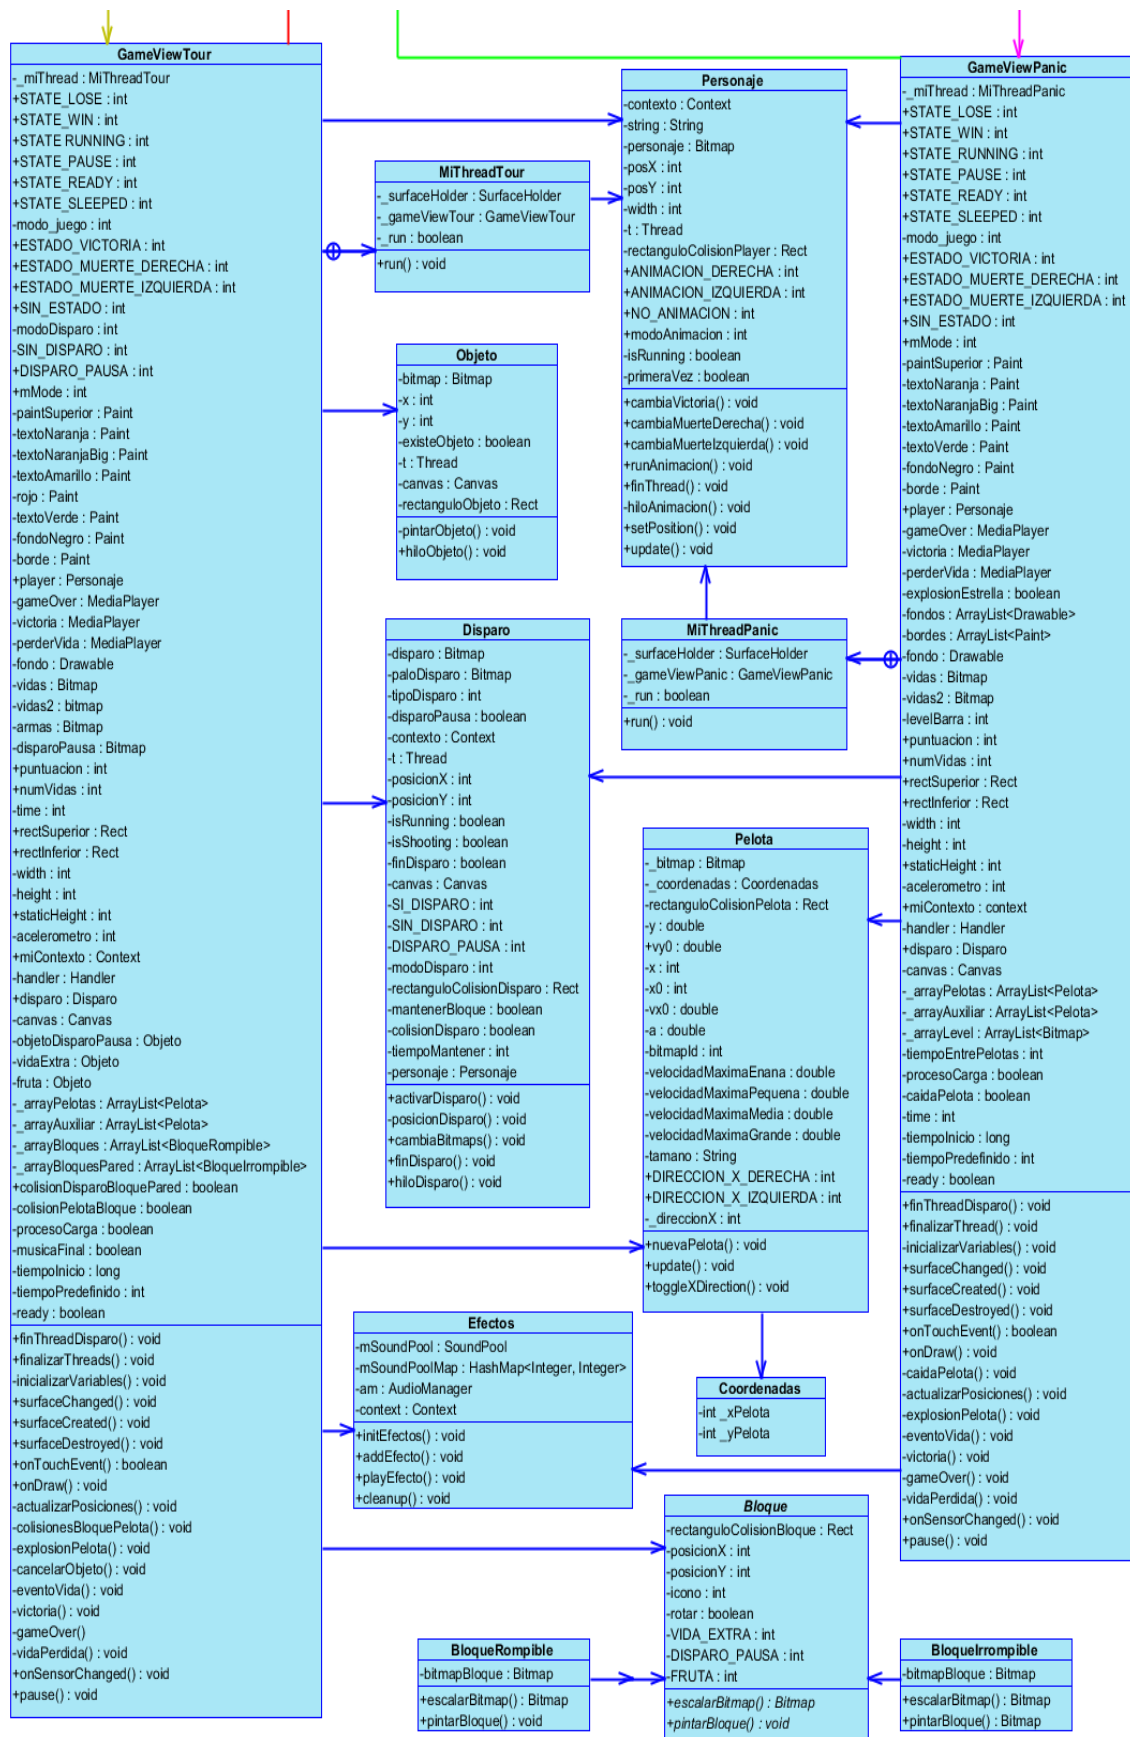 GameViewTour
-_miThread : MiThreadTour
+STATE_LOSE : int
+STATE_WIN : int
+STATE RUNNING : int
+STATE_PAUSE : int
+STATE_READY : int
+STATE_SLEEPED : int
-modo_juego : int
+ESTADO_VICTORIA : int
+ESTADO_MUERTE_DERECHA : int
+ESTADO_MUERTE_IZQUIERDA : int
+SIN_ESTADO : int
-modoDisparo : int
-SIN_DISPARO : int
+DISPARO_PAUSA : int
+mMode : int
-paintSuperior : Paint
-textoNaranja : Paint
-textoNaranjaBig : Paint
-textoAmarillo : Paint
-rojo : Paint
-textoVerde : Paint
-fondoNegro : Paint
-borde : Paint
+player : Personaje
-gameOver : MediaPlayer
-victoria : MediaPlayer
-perderVida : MediaPlayer
-fondo : Drawable
-vidas : Bitmap
-vidas2 : bitmap
-armas : Bitmap
-disparoPausa : Bitmap
+puntuacion : int
+numVidas : int
-time : int
+rectSuperior : Rect
+rectInferior : Rect
-width : int
-height : int
+staticHeight : int
-acelerometro : int
+miContexto : Context
-handler : Handler
+disparo : Disparo
-canvas : Canvas
-objetoDisparoPausa : Objeto
-vidaExtra : Objeto
-fruta : Objeto
-_arrayPelotas : ArrayList<Pelota>
-_arrayAuxiliar : ArrayList<Pelota>
-_arrayBloques : ArrayList<BloqueRompible>
-_arrayBloquesPared : ArrayList<BloqueIrrompible>
+colisionDisparoBloquePared : boolean
-colisionPelotaBloque : boolean
-procesoCarga : boolean
-musicaFinal : boolean
-tiempoInicio : long
-tiempoPredefinido : int
-ready : boolean
+finThreadDisparo() : void
+finalizarThreads() : void
-inicializarVariables() : void
+surfaceChanged() : void
+surfaceCreated() : void
+surfaceDestroyed() : void
+onTouchEvent() : boolean
+onDraw() : void
-actualizarPosiciones() : void
-colisionesBloquePelota() : void
-explosionPelota() : void
-cancelarObjeto() : void
-eventoVida() : void
-victoria() : void
-gameOver()
-vidaPerdida() : void
+onSensorChanged() : void
+pause() : void
MiThreadTour
-_surfaceHolder : SurfaceHolder
-_gameViewTour : GameViewTour
-_run : boolean
+run() : void
Objeto
-bitmap : Bitmap
-x : int
-y : int
-existeObjeto : boolean
-t : Thread
-canvas : Canvas
-rectanguloObjeto : Rect
-pintarObjeto() : void
+hiloObjeto() : void
Disparo
-disparo : Bitmap
-paloDisparo : Bitmap
-tipoDisparo : int
-disparoPausa : boolean
-contexto : Context
-t : Thread
-posicionX : int
-posicionY : int
-isRunning : boolean
-isShooting : boolean
-finDisparo : boolean
-canvas : Canvas
-SI_DISPARO : int
-SIN_DISPARO : int
-DISPARO_PAUSA : int
-modoDisparo : int
-rectanguloColisionDisparo : Rect
-mantenerBloque : boolean
-colisionDisparo : boolean
-tiempoMantener : int
-personaje : Personaje
+activarDisparo() : void
-posicionDisparo() : void
+cambiaBitmaps() : void
+finDisparo() : void
+hiloDisparo() : void
Efectos
-mSoundPool : SoundPool
-mSoundPoolMap : HashMap<Integer, Integer>
-am : AudioManager
-context : Context
+initEfectos() : void
+addEfecto() : void
+playEfecto() : void
+cleanup() : void
BloqueRompible
-bitmapBloque : Bitmap
+escalarBitmap() : Bitmap
+pintarBloque() : void
Personaje
-contexto : Context
-string : String
-personaje : Bitmap
-posX : int
-posY : int
-width : int
-t : Thread
-rectanguloColisionPlayer : Rect
+ANIMACION_DERECHA : int
+ANIMACION_IZQUIERDA : int
+NO_ANIMACION : int
+modoAnimacion : int
-isRunning : boolean
-primeraVez : boolean
+cambiaVictoria() : void
+cambiaMuerteDerecha() : void
+cambiaMuerteIzquierda() : void
+runAnimacion() : void
+finThread() : void
-hiloAnimacion() : void
+setPosition() : void
+update() : void
MiThreadPanic
-_surfaceHolder : SurfaceHolder
-_gameViewPanic : GameViewPanic
-_run : boolean
+run() : void
Pelota
-_bitmap : Bitmap
-_coordenadas : Coordenadas
-rectanguloColisionPelota : Rect
-y : double
+vy0 : double
-x : int
-x0 : int
-vx0 : double
-a : double
-bitmapId : int
-velocidadMaximaEnana : double
-velocidadMaximaPequena : double
-velocidadMaximaMedia : double
-velocidadMaximaGrande : double
-tamano : String
+DIRECCION_X_DERECHA : int
+DIRECCION_X_IZQUIERDA : int
-_direccionX : int
+nuevaPelota() : void
+update() : void
+toggleXDirection() : void
Coordenadas
-int _xPelota
-int _yPelota
Bloque
-rectanguloColisionBloque : Rect
-posicionX : int
-posicionY : int
-icono : int
-rotar : boolean
-VIDA_EXTRA : int
-DISPARO_PAUSA : int
-FRUTA : int
+escalarBitmap() : Bitmap
+pintarBloque() : void
GameViewPanic
-_miThread : MiThreadPanic
+STATE_LOSE : int
+STATE_WIN : int
+STATE_RUNNING : int
+STATE_PAUSE : int
+STATE_READY : int
+STATE_SLEEPED : int
-modo_juego : int
+ESTADO_VICTORIA : int
+ESTADO_MUERTE_DERECHA : int
+ESTADO_MUERTE_IZQUIERDA : int
+SIN_ESTADO : int
+mMode : int
-paintSuperior : Paint
-textoNaranja : Paint
-textoNaranjaBig : Paint
-textoAmarillo : Paint
-textoVerde : Paint
-fondoNegro : Paint
-borde : Paint
+player : Personaje
-gameOver : MediaPlayer
-victoria : MediaPlayer
-perderVida : MediaPlayer
-explosionEstrella : boolean
-fondos : ArrayList<Drawable>
-bordes : ArrayList<Paint>
-fondo : Drawable
-vidas : Bitmap
-vidas2 : Bitmap
-levelBarra : int
+puntuacion : int
+numVidas : int
+rectSuperior : Rect
+rectInferior : Rect
-width : int
-height : int
+staticHeight : int
-acelerometro : int
+miContexto : context
-handler : Handler
+disparo : Disparo
-canvas : Canvas
-_arrayPelotas : ArrayList<Pelota>
-_arrayAuxiliar : ArrayList<Pelota>
-_arrayLevel : ArrayList<Bitmap>
-tiempoEntrePelotas : int
-procesoCarga : boolean
-caidaPelota : boolean
-time : int
-tiempoInicio : long
-tiempoPredefinido : int
-ready : boolean
+finThreadDisparo() : void
+finalizarThread() : void
-inicializarVariables() : void
+surfaceChanged() : void
+surfaceCreated() : void
+surfaceDestroyed() : void
+onTouchEvent() : boolean
+onDraw() : void
-caidaPelota() : void
-actualizarPosiciones() : void
-explosionPelota() : void
-eventoVida() : void
-victoria() : void
-gameOver() : void
-vidaPerdida() : void
+onSensorChanged() : void
+pause() : void
BloqueIrrompible
-bitmapBloque : Bitmap
+escalarBitmap() : Bitmap
+pintarBloque() : Bitmap